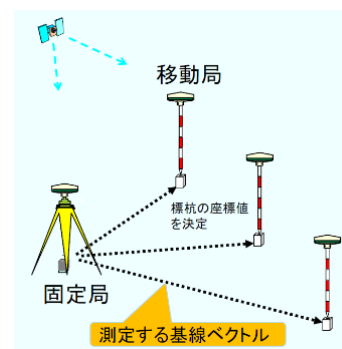 移動局
標杭の座標値
を決定
固定局
測定する基線ベクトル